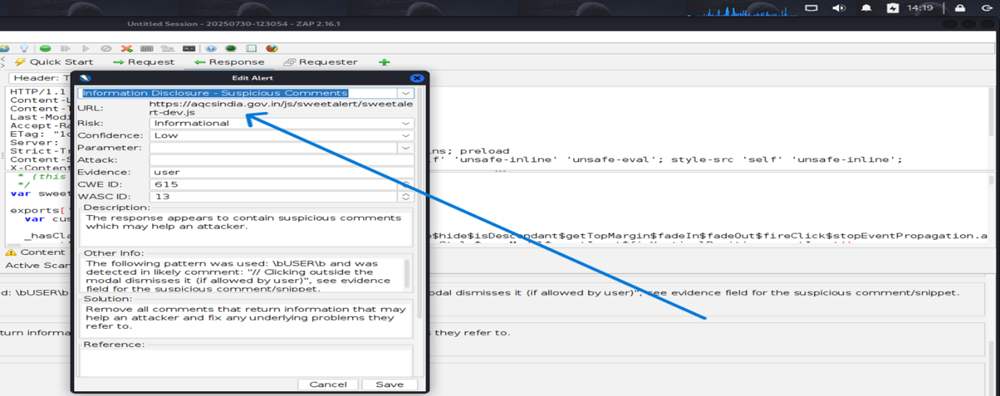 14:19
Untitled Session - 20250730-123054 - ZAP 2.16.1
Quick Start
Request
Response
Requester
Header: T
Edit Alert
HTTP/1.1
Content-L
Content-T
Last-Modi
Accept-Ra
ETag: "1
Server:
Strict-Tr
Content-S
X-Content
Information Disclosure - Suspicious Comments
URL:
https://aqcsindia.gov.in/js/sweetalert/sweetale
rt-dev.js
Risk: Informational
Confidence: Low
Parameter:
Attack:
Evidence: user
CWE ID: 615
WASC ID: 13
ns; preload
f' 'unsafe-inline' 'unsafe-eval'; style-src 'self' 'unsafe-inline';
* (this
*/
var sweet
exports[
var cus
_hasCla
Description:
The response appears to contain suspicious comments
which may help an attacker.
$hide$isDescendant$getTopMargin$fadeIn$fadeOut$fireClick$stopEventPropagation.a
Content
Active Scan
Other Info:
The following pattern was used: \bUSER\b and was
detected in likely comment: "// Clicking outside the
modal dismisses it (if allowed by user)", see evidence
field for the suspicious comment/snippet.
d: \bUSER\b
odal dismisses it (if allowed by user)", see evidence field for the suspicious comment/snippet.
Solution:
Remove all comments that return information that may
help an attacker and fix any underlying problems they
refer to.
turn informa
they refer to.
Reference:
Cancel
Save